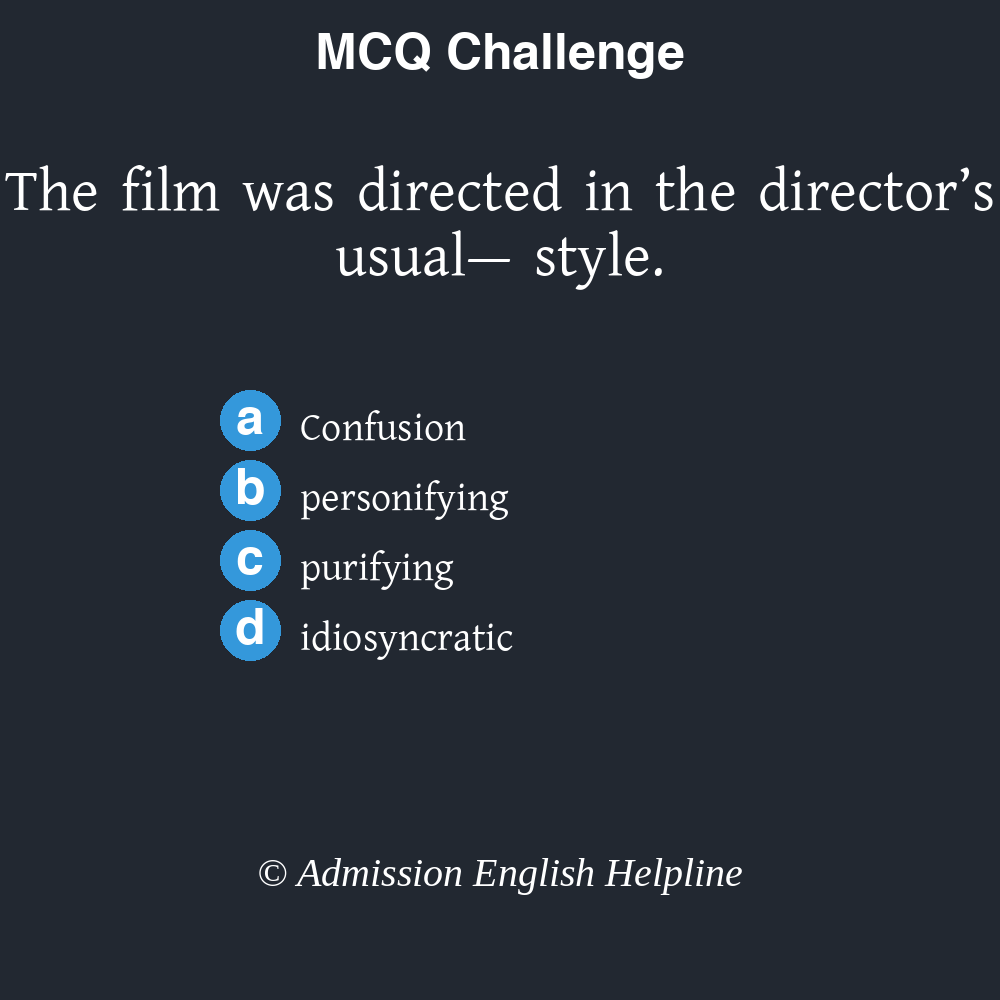 MCQ Challenge
The film was directed in the director’s
usual— style.
a Confusion
b personifying
c purifying
d idiosyncratic
© Admission English Helpline